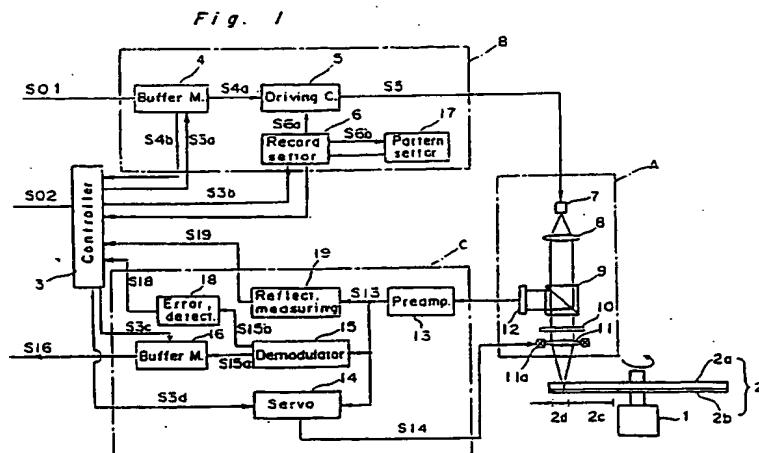 Fig. 1
B
4
5
S01
Buffer M.
S4a
Driving C.
S5
S4b
S3a
S6a
6
S6b
17
Record settor
Pattern settor
A
S02
Controller
3
S3b
7
8
S19
C
S18
18
19
9
Error, detect.
Reflect, measuring
S13
Preamp.
13
12
10
11
S3c
16
S15b
15
S16
Buffer M.
S15a
Demodulator
11a
14
2a
2
S3d
Servo
2b
2d
2c
1
S14